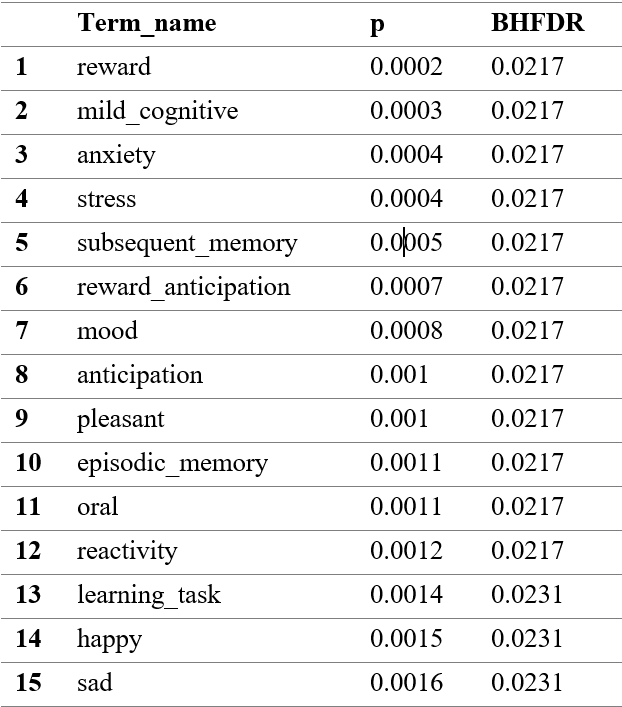 Term_name p BHFDR
1 reward 0.0002 0.0217
2 mild_cognitive 0.0003 0.0217
3 anxiety 0.0004 0.0217
4 stress 0.0004 0.0217
5 subsequent_memory 0.0005 0.0217
6 reward_anticipation 0.0007 0.0217
7 mood 0.0008 0.0217
8 anticipation 0.001 0.0217
9 pleasant 0.001 0.0217
10 episodic_memory 0.0011 0.0217
11 oral 0.0011 0.0217
12 reactivity 0.0012 0.0217
13 learning_task 0.0014 0.0231
14 happy 0.0015 0.0231
15 sad 0.0016 0.0231